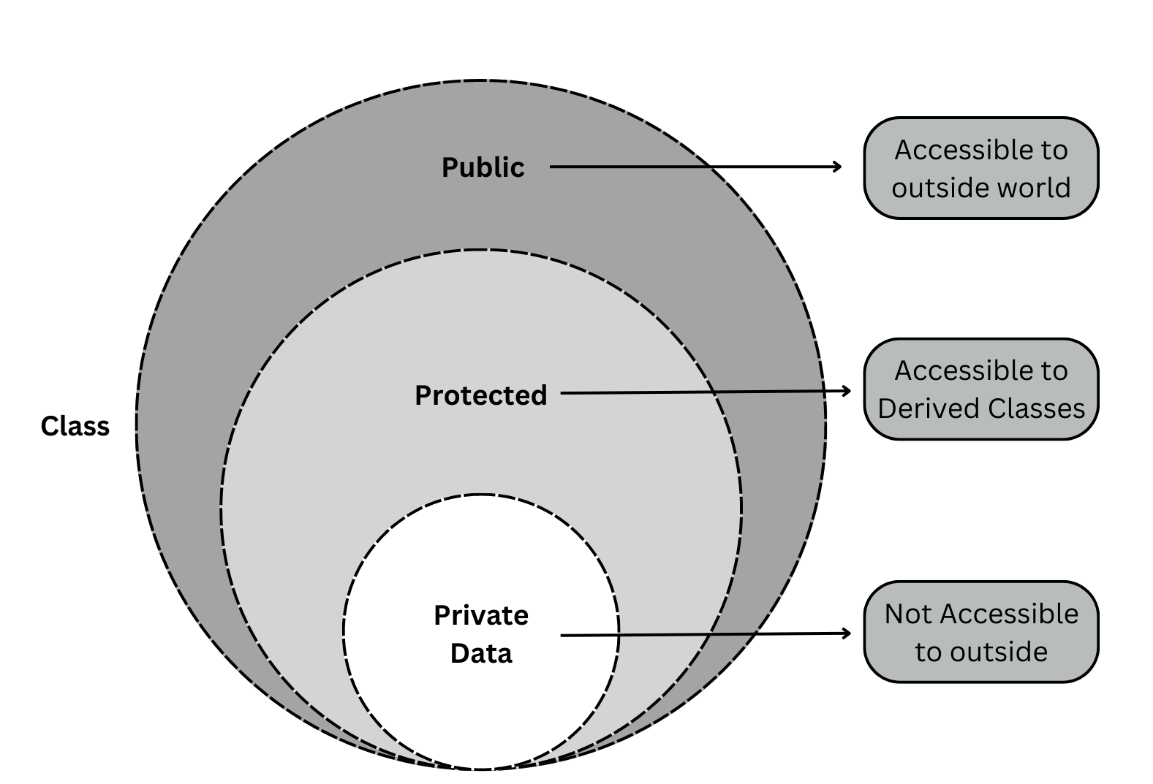 Public
Accessible to
outside world
Protected
Accessible to
Derived Classes
Class
Private
Data
Not Accessible
to outside